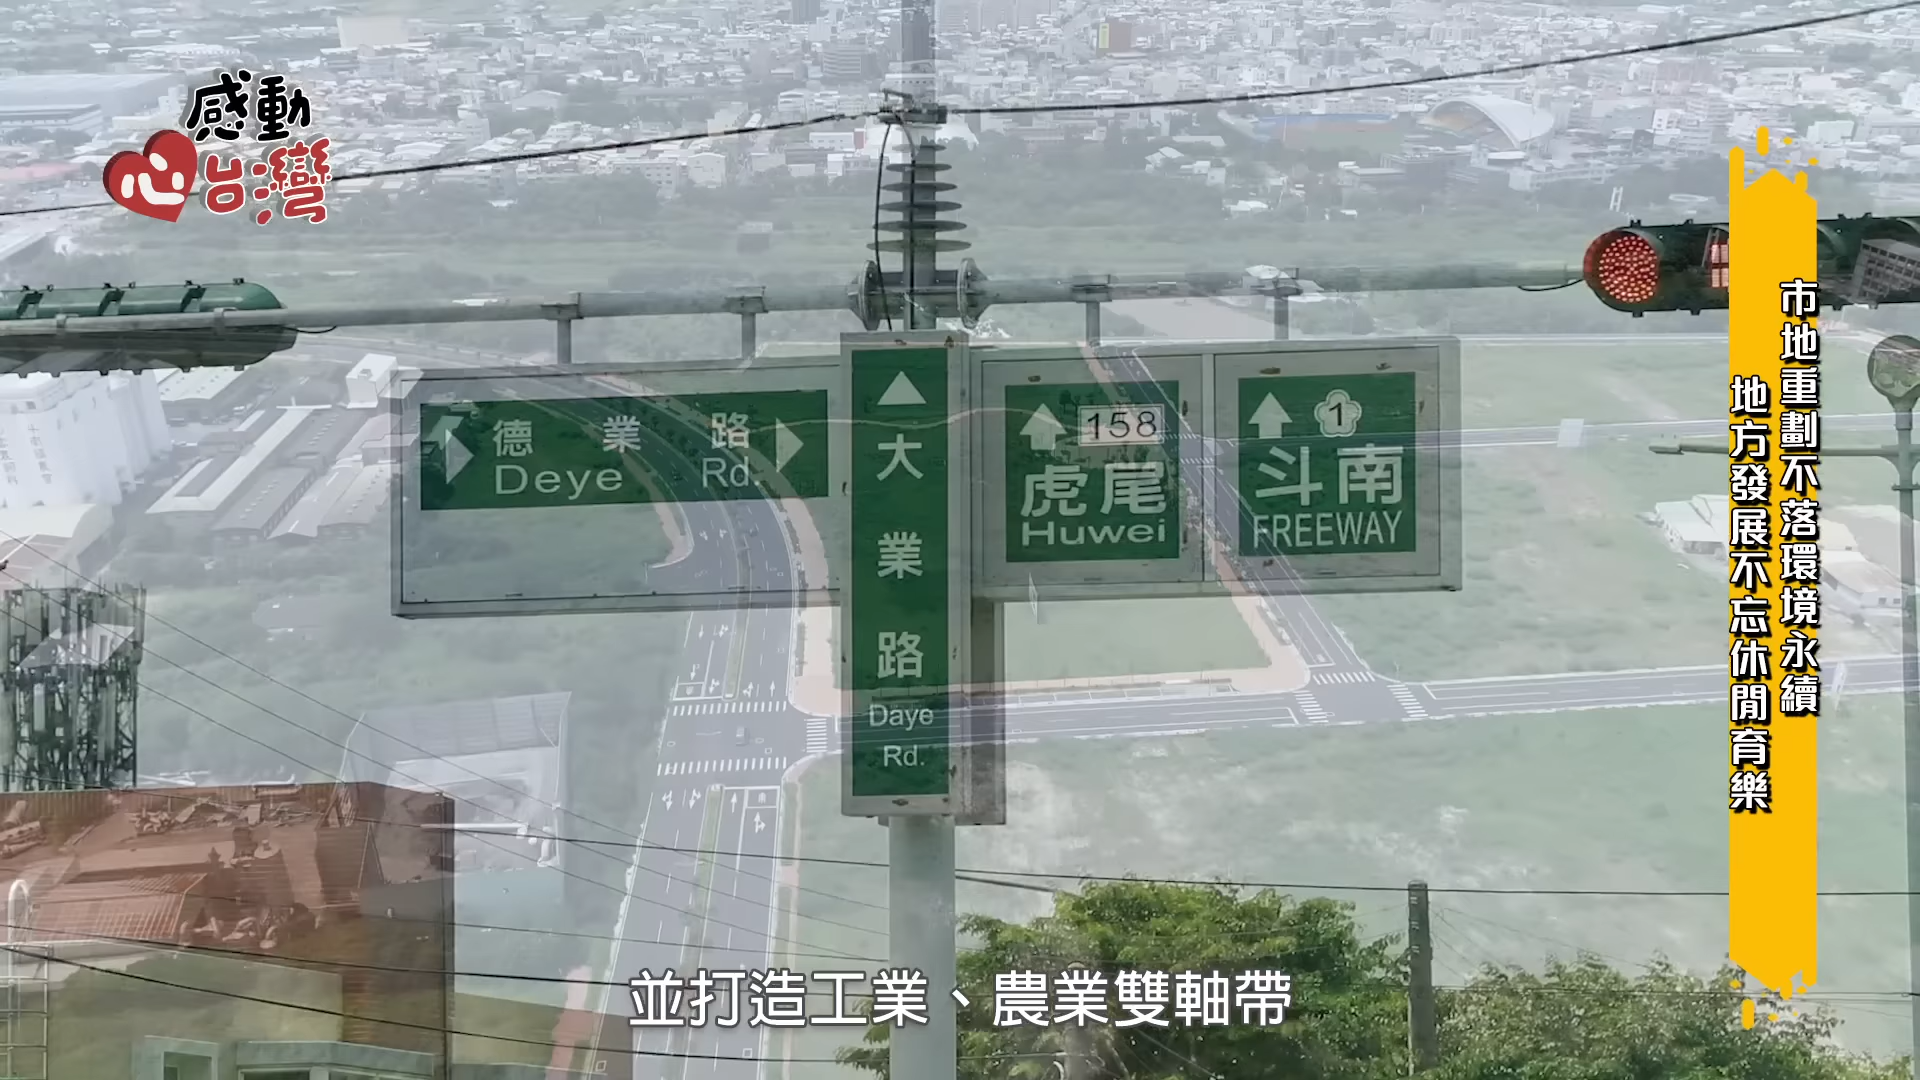 感動
心台灣
市地重劃不落環境永續
地方發展不忘休閒育樂
德業路
Deye Rd.
大業路
Daye
Rd.
158
虎尾
Huwei
1
斗南
FREEWAY
並打造工業、農業雙軸帶